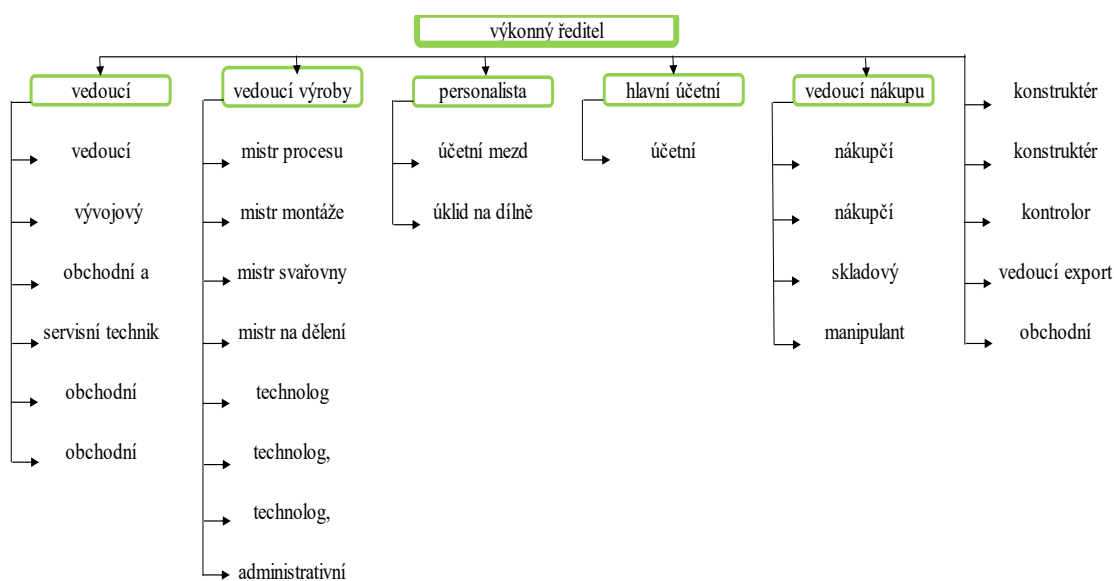 výkonný ředitel
vedoucí
vedoucí
vývojový
obchodní a
servisní technik
obchodní
obchodní
vedoucí výroby
mistr procesu
mistr montáže
mistr svařovny
mistr na dělení
technolog
technolog,
technolog,
administrativní
personalista
účetní mezd
úklid na dílně
hlavní účetní
účetní
vedoucí nákupu
nákupčí
nákupčí
skladový
manipulant
konstruktér
konstruktér
kontrolor
vedoucí export
obchodní